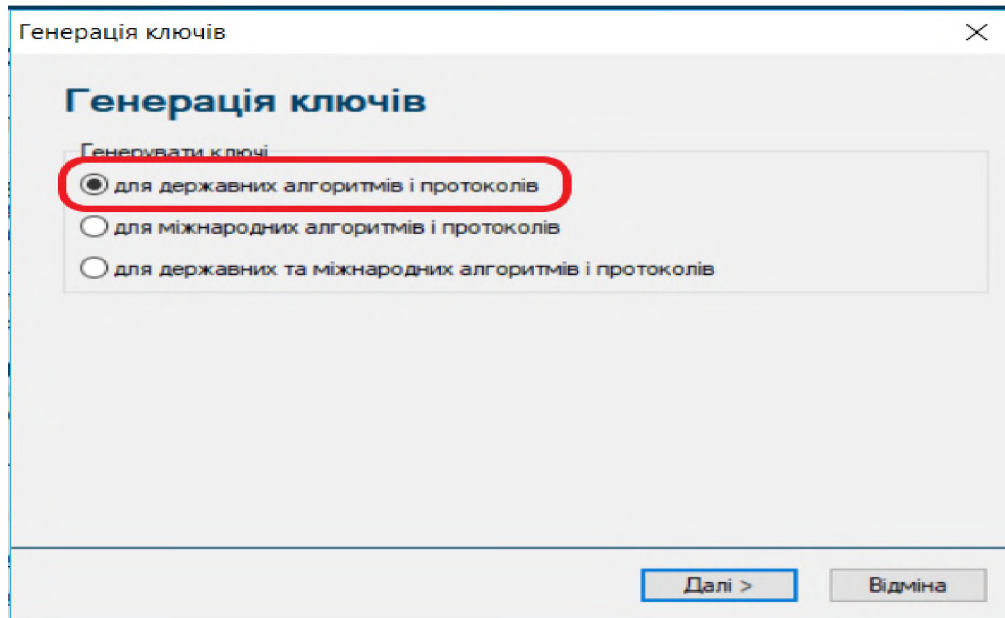 Генерація ключів
Генерація ключів
Генерувати ключі
для державних алгоритмів і протоколів
для міжнародних алгоритмів і протоколів
для державних та міжнародних алгоритмів і протоколів
Далі >
Відміна